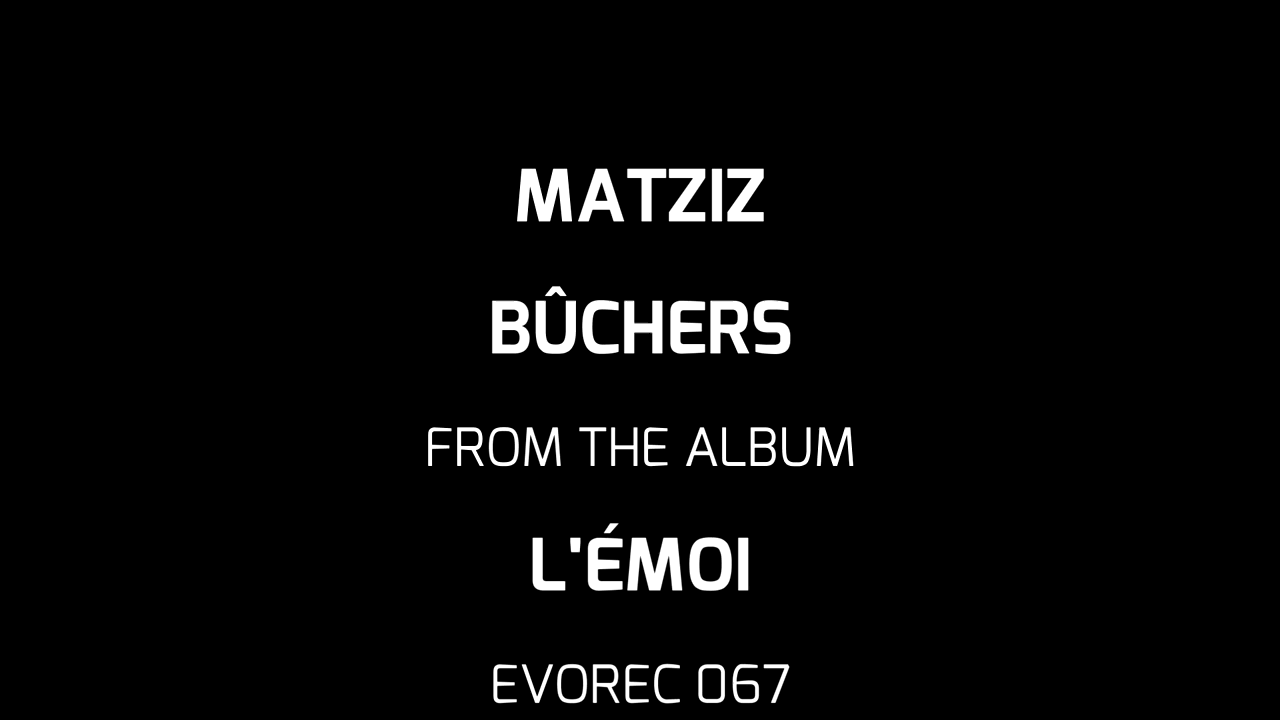 MATZIZ
BÛCHERS
FROM THE ALBUM
L'ÉMOI
EVOREC 067